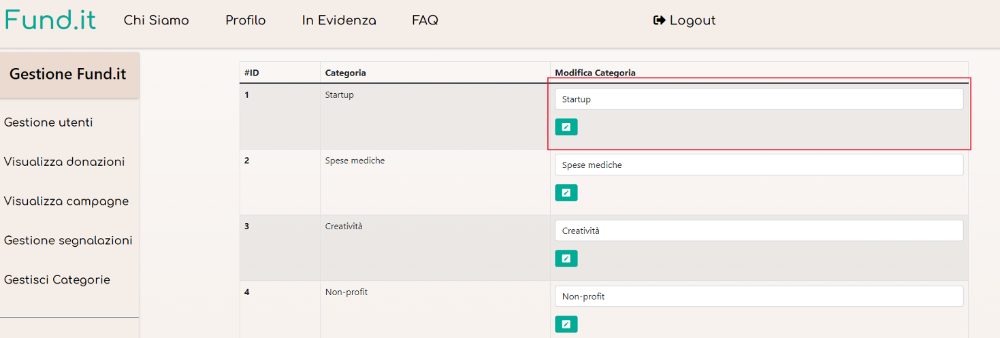 Fund.it Chi Siamo Profilo In Evidenza FAQ Logout
Gestione Fund.it
Gestione utenti
Visualizza donazioni
Visualizza campagne
Gestione segnalazioni
Gestisci Categorie
#ID Categoria Modifica Categoria
1 Startup Startup
2 Spese mediche Spese mediche
3 Creatività Creatività
4 Non-profit Non-profit